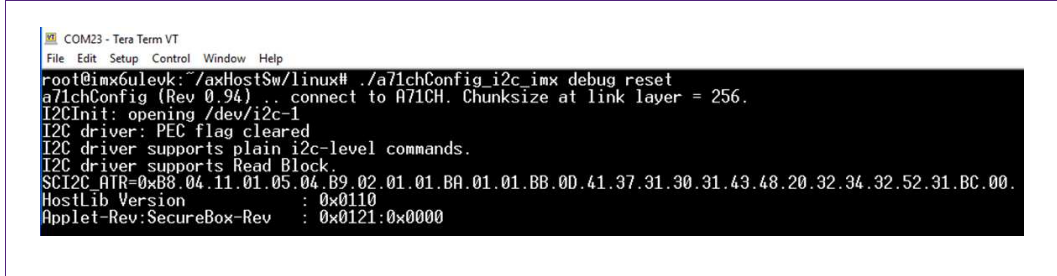 COM23 - Tera Term VT
File Edit Setup Control Window Help
root@imx6ulevk:~/axHostSw/linux# ./a71chConfig_i2c_imx debug reset
a71chConfig (Rev 0.94) .. connect to A71CH. Chunksize at link layer = 256.
I2CInit: opening /dev/i2c-1
I2C driver: PEC flag cleared
I2C driver supports plain i2c-level commands.
I2C driver supports Read Block.
SCI2C_ATR=0xB8.04.11.01.05.04.B9.02.01.01.BA.01.01.BB.0D.41.37.31.30.31.43.48.20.32.34.32.52.31.BC.00.
HostLib Version : 0x0110
Applet-Rev:SecureBox-Rev : 0x0121:0x0000